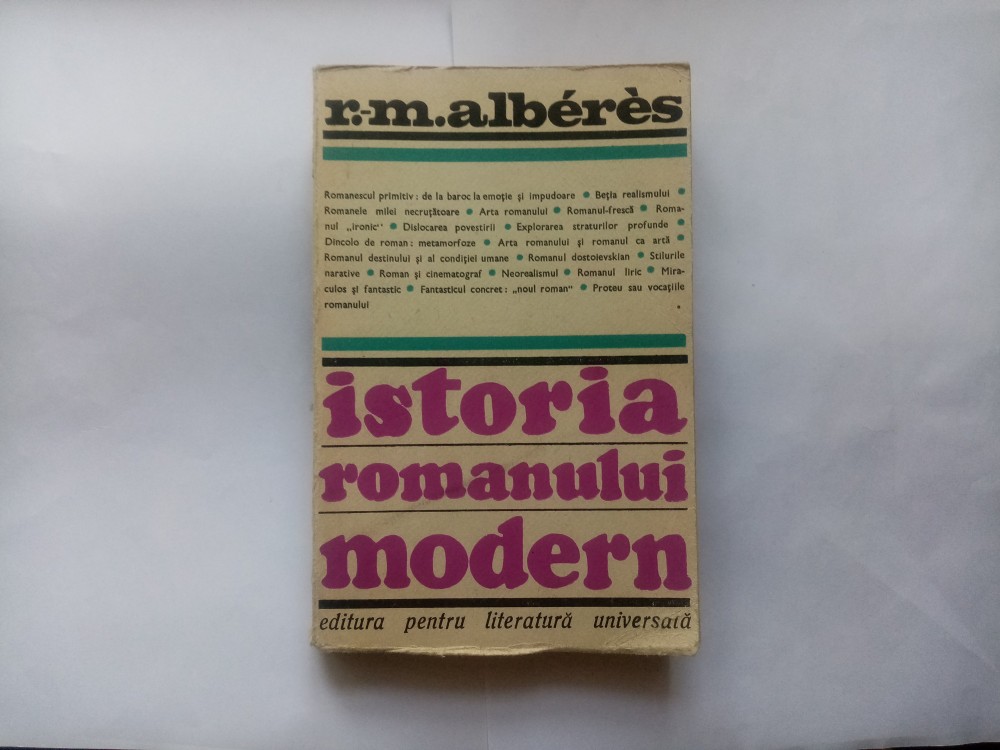 r.-m.albérès
Romanescul primitiv: de la baroc la emoție și impudoare ● Beția realismului ●
Romanele milei necruțătoare ● Arta romanului ● Romanul-frescă ● Roma-
nul „ironic" ● Dislocarea povestirii ● Explorarea straturilor profunde ●
Dincolo de roman: metamorfoze ● Arta romanului și romanul ca artă ●
Romanul destinului și al condiției umane ● Romanul dostoievskian ● Stilurile
narative ● Roman și cinematograf ● Neorealismul ● Romanul liric ● Mira-
culos și fantastic ● Fantasticul concret: „noul roman" ● Proteu sau vocațiile
romanului
istoria
romanului
modern
editura pentru literatură universală